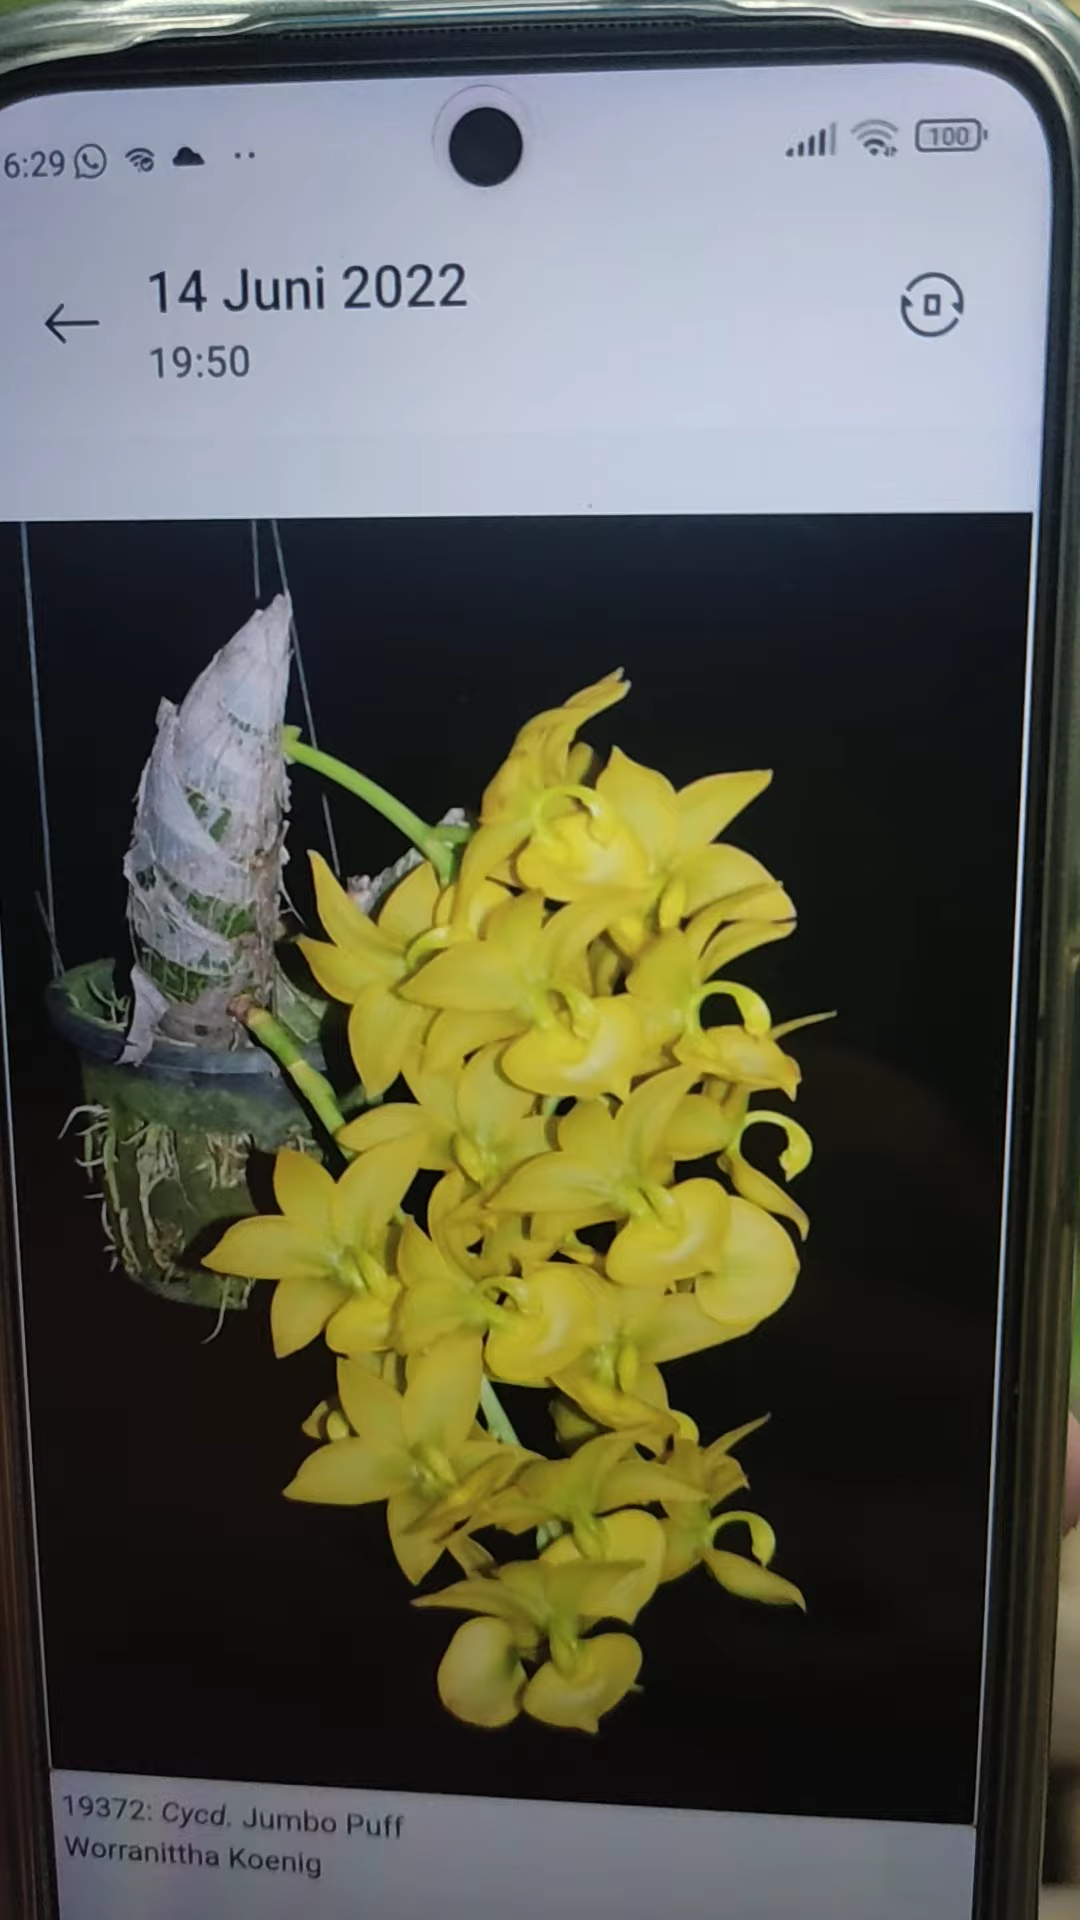 6:29
100
14 Juni 2022
19:50
19372: Cycd. Jumbo Puff
Worranittha Koenig